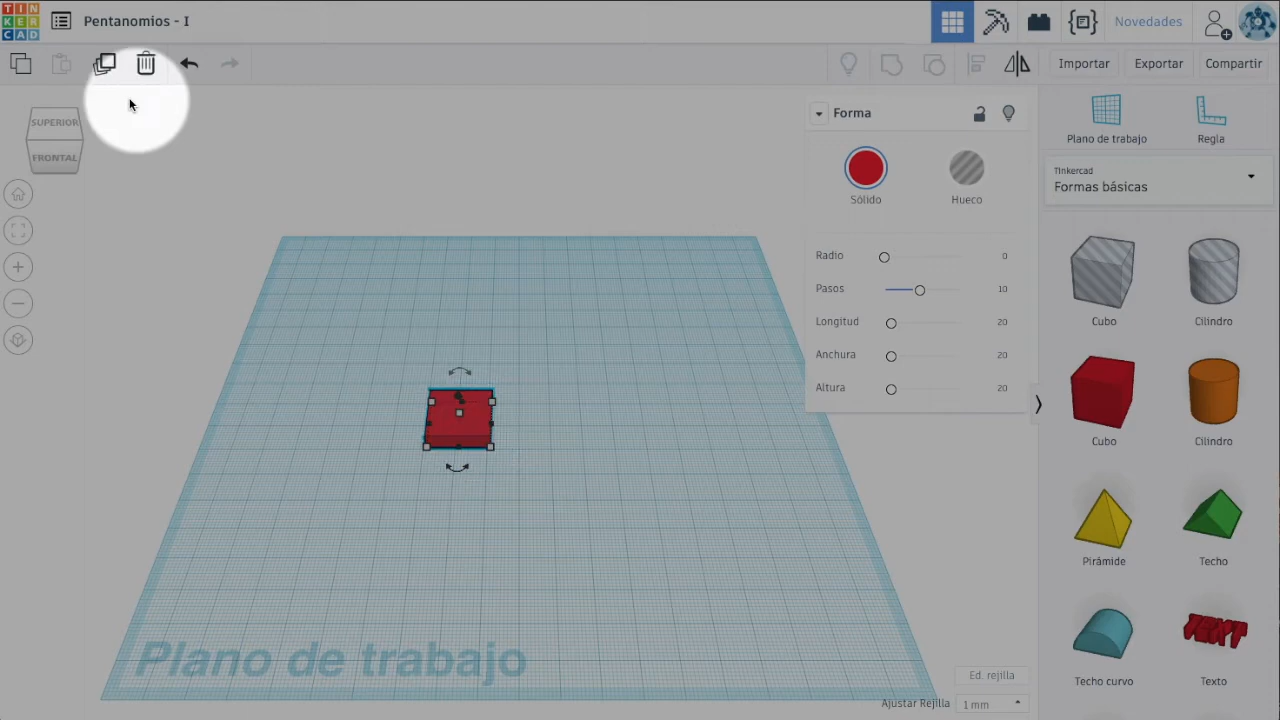 TIN
KER
CAD
Pentanomios - I
Novedades
Importar
Exportar
Compartir
SUPERIOR
FRONTAL
Forma
Sólido
Hueco
Radio 0
Pasos 10
Longitud 20
Anchura 20
Altura 20
Plano de trabajo
Regla
Tinkercad
Formas básicas
Cubo
Cilindro
Cubo
Cilindro
Pirámide
Techo
Techo curvo
TEXT
Texto
Plano de trabajo
Ed. rejilla
Ajustar Rejilla 1 mm